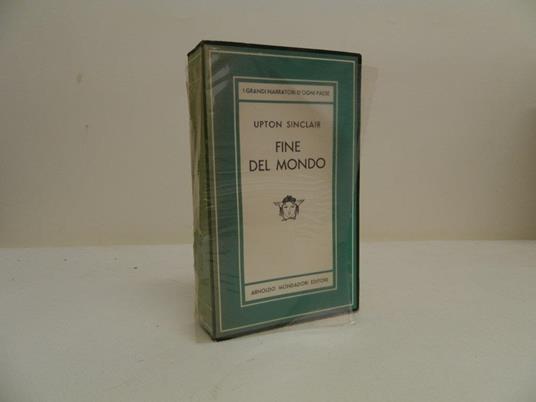 I GRANDI NARRATORI D'OGNI PAESE
UPTON SINCLAIR
FINE
DEL MONDO
ARNOLDO MONDADORI EDITORE